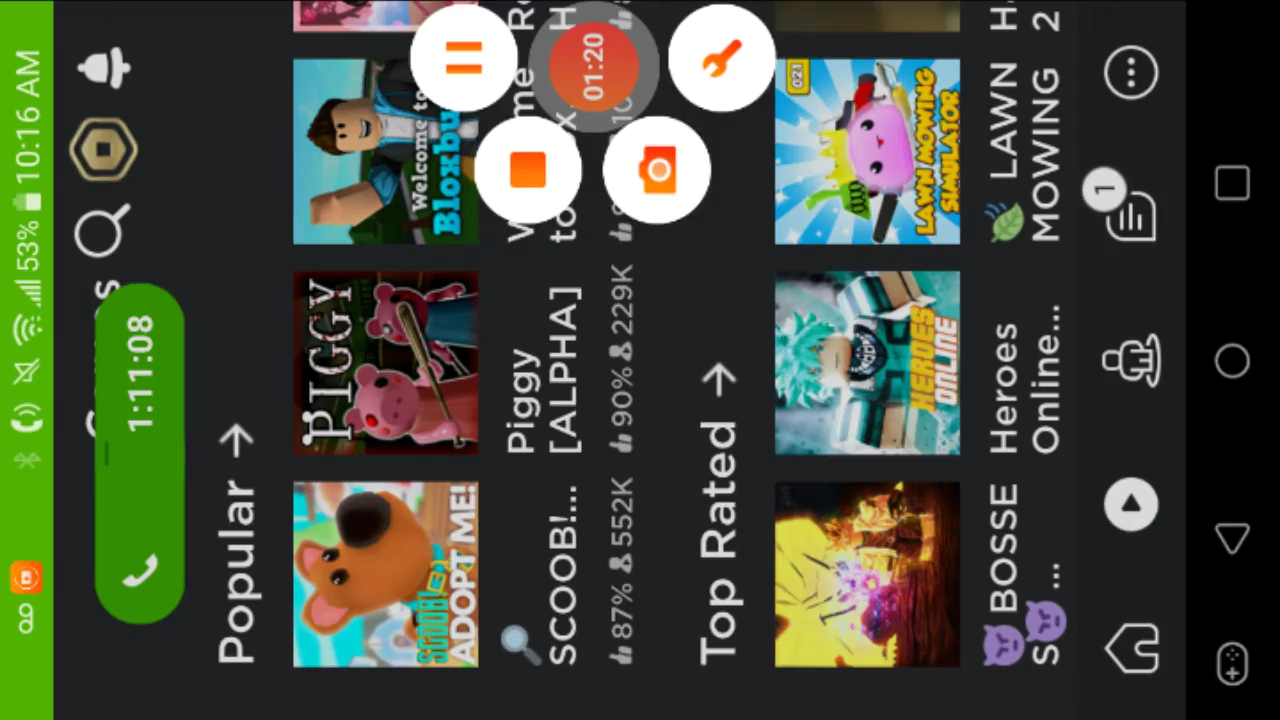 53% 10:16 AM
1:11:08
01:20
Popular →
SCOOB!
ADOPT ME!
PIGGY
Welcome to
Bloxbu
🔍
SCOOB!...
Piggy
[ALPHA]
87% 552K
90% 229K
Top Rated →
HEROES
ONLINE
LAWN MOWING
SIMULATOR
😈 BOSSE
S😈 ...
Heroes
Online...
🍃 LAWN
MOWING
2
1